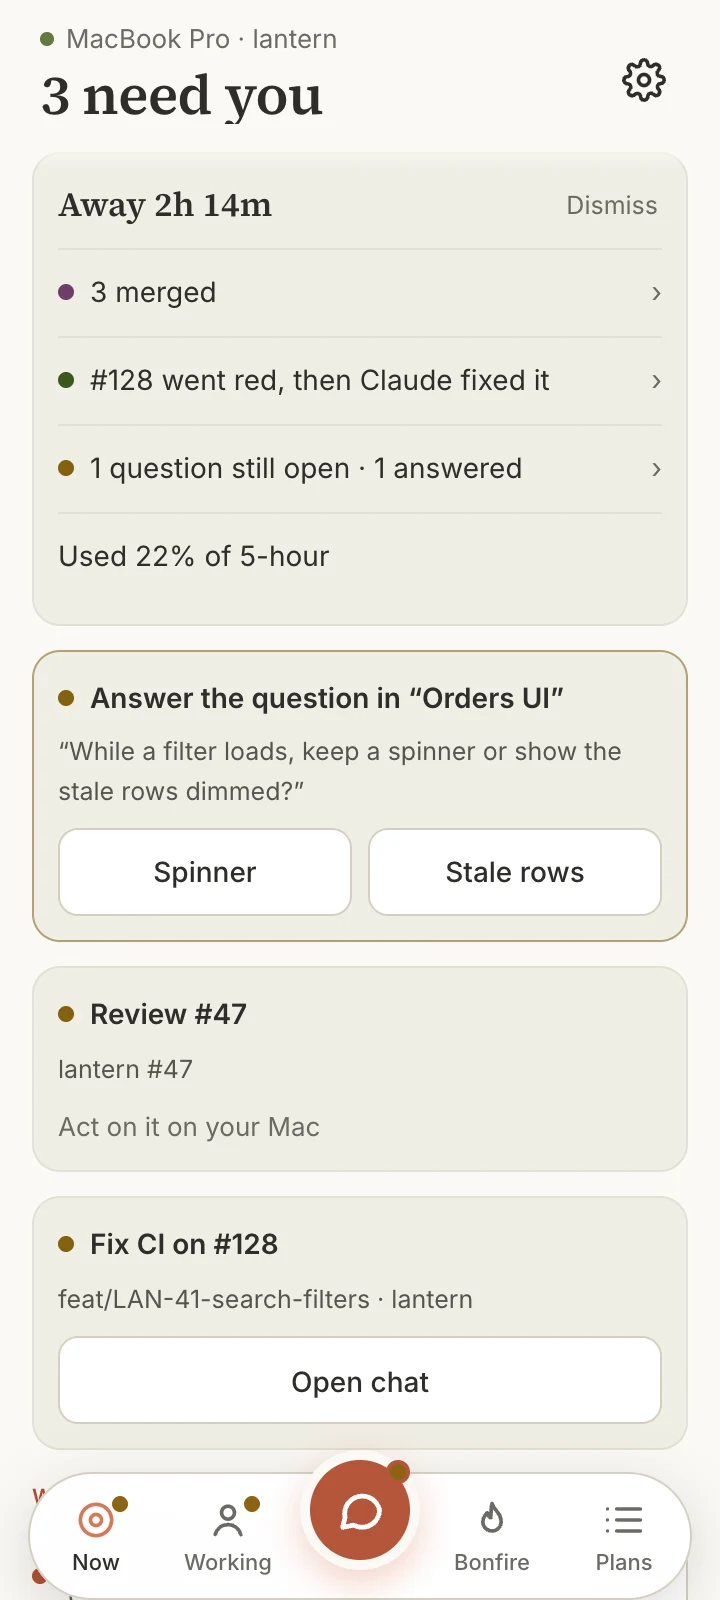 MacBook Pro · lantern
3 need you
Away 2h 14m
Dismiss
3 merged
#128 went red, then Claude fixed it
1 question still open · 1 answered
Used 22% of 5-hour
Answer the question in “Orders UI”
“While a filter loads, keep a spinner or show the
stale rows dimmed?”
Spinner
Stale rows
Review #47
lantern #47
Act on it on your Mac
Fix CI on #128
feat/LAN-41-search-filters · lantern
Open chat
Now
Working
Bonfire
Plans